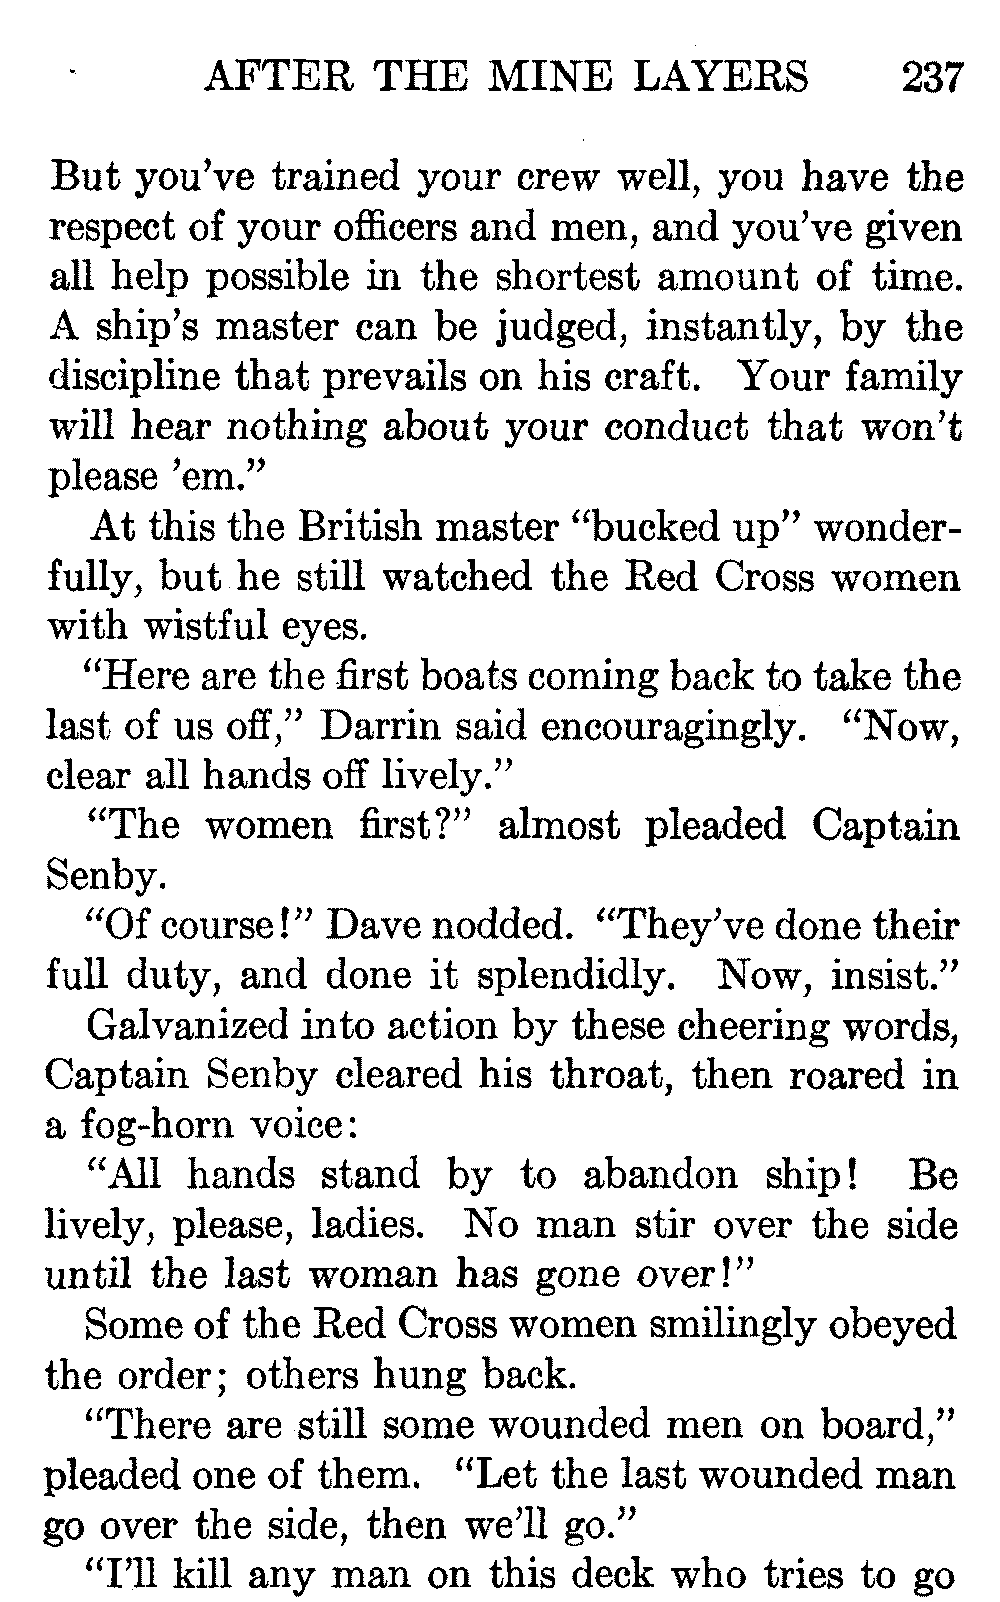 AFTER THE MINE LAYERS 237
But you've trained your crew well, you have the
respect of your officers and men, and you've given
all help possible in the shortest amount of time.
A ship's master can be judged, instantly, by the
discipline that prevails on his craft. Your family
will hear nothing about your conduct that won't
please 'em."
At this the British master “bucked up” wonder-
fully, but he still watched the Red Cross women
with wistful eyes.
“Here are the first boats coming back to take the
last of us off,” Darrin said encouragingly. “Now,
clear all hands off lively.”
“The women first?” almost pleaded Captain
Senby.
“Of course!” Dave nodded. “They've done their
full duty, and done it splendidly. Now, insist.”
Galvanized into action by these cheering words,
Captain Senby cleared his throat, then roared in
a fog-horn voice:
“All hands stand by to abandon ship! Be
lively, please, ladies. No man stir over the side
until the last woman has gone over!”
Some of the Red Cross women smilingly obeyed
the order; others hung back.
“There are still some wounded men on board,”
pleaded one of them. “Let the last wounded man
go over the side, then we'll go.”
“I'll kill any man on this deck who tries to go